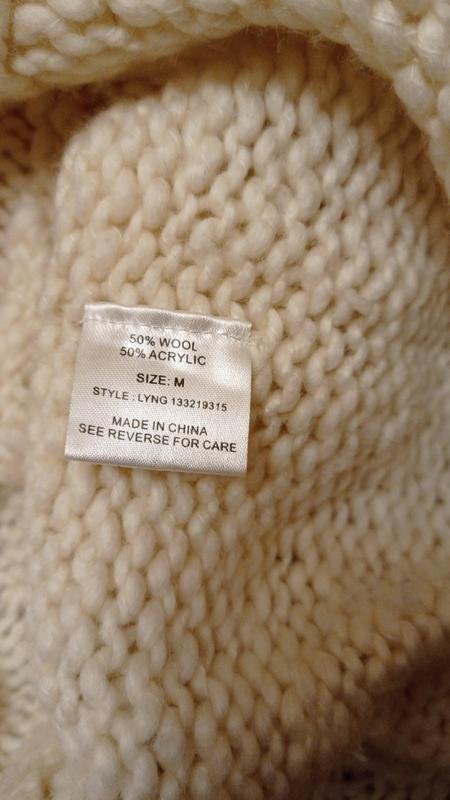 50% WOOL
50% ACRYLIC
SIZE: M
STYLE : LYNG 133219315
MADE IN CHINA
SEE REVERSE FOR CARE